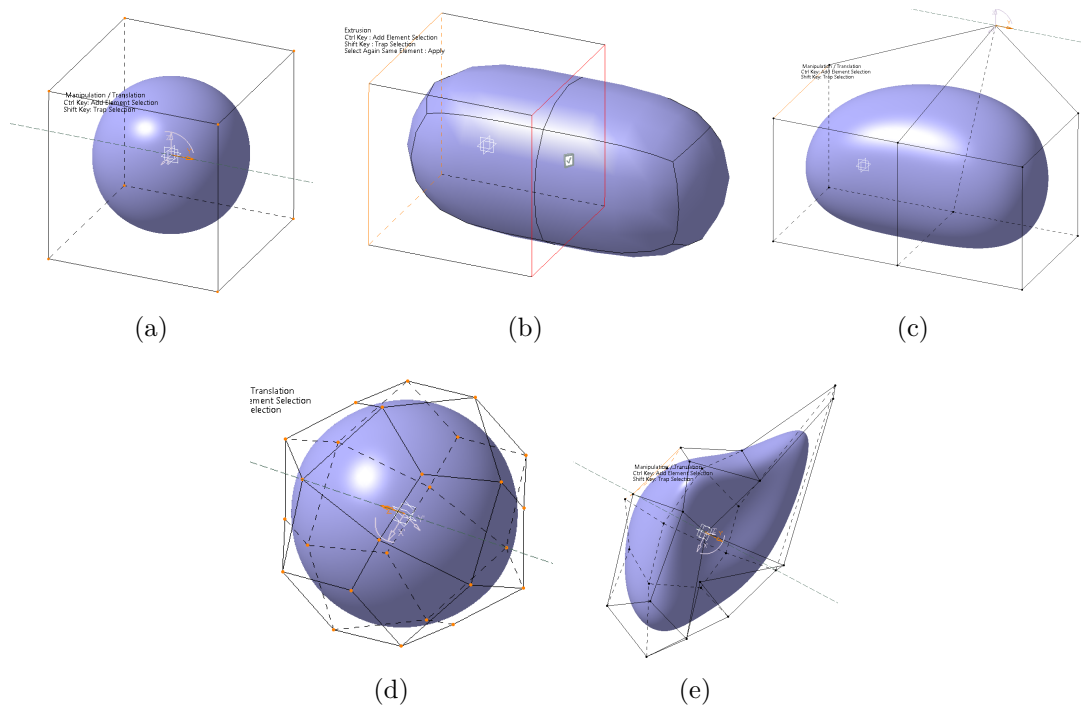 Manipulation / Translation
Ctrl Key: Add Element Selection
Shift Key: Trap Selection
Extrusion
Ctrl Key : Add Element Selection
Shift Key : Trap Selection
Select Again Same Element : Apply
Manipulation / Translation
Ctrl Key: Add Element Selection
Shift Key: Trap Selection
(a)
(b)
(c)
Translation
ement Selection
election
Manipulation / Translation
Ctrl Key: Add Element Selection
Shift Key: Trap Selection
(d)
(e)